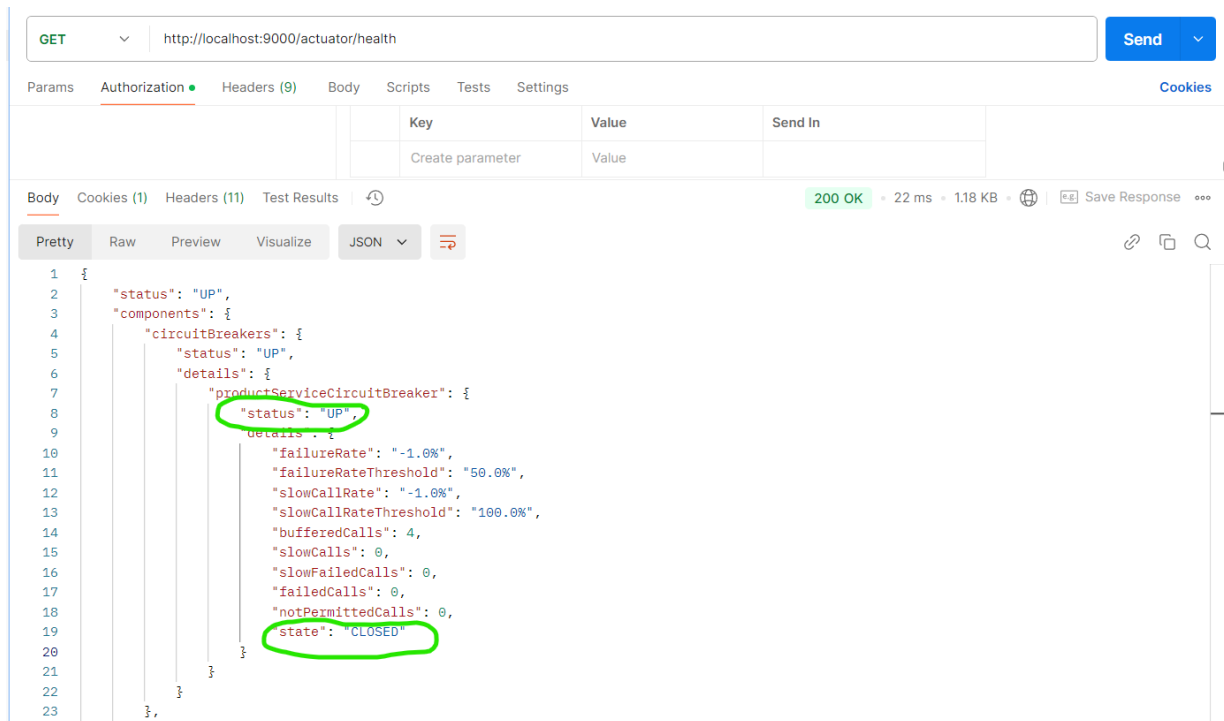 GET http://localhost:9000/actuator/health Send
Params Authorization Headers (9) Body Scripts Tests Settings Cookies
Key Value Send In
Create parameter Value
Body Cookies (1) Headers (11) Test Results 200 OK 22 ms 1.18 KB e.g. Save Response
Pretty Raw Preview Visualize JSON
1 {
2 "status": "UP",
3 "components": {
4 "circuitBreakers": {
5 "status": "UP",
6 "details": {
7 "productServiceCircuitBreaker": {
8 "status": "UP",
9 "details": {
10 "failureRate": "-1.0%",
11 "failureRateThreshold": "50.0%",
12 "slowCallRate": "-1.0%",
13 "slowCallRateThreshold": "100.0%",
14 "bufferedCalls": 4,
15 "slowCalls": 0,
16 "slowFailedCalls": 0,
17 "failedCalls": 0,
18 "notPermittedCalls": 0,
19 "state": "CLOSED"
20 }
21 }
22 }
23 },